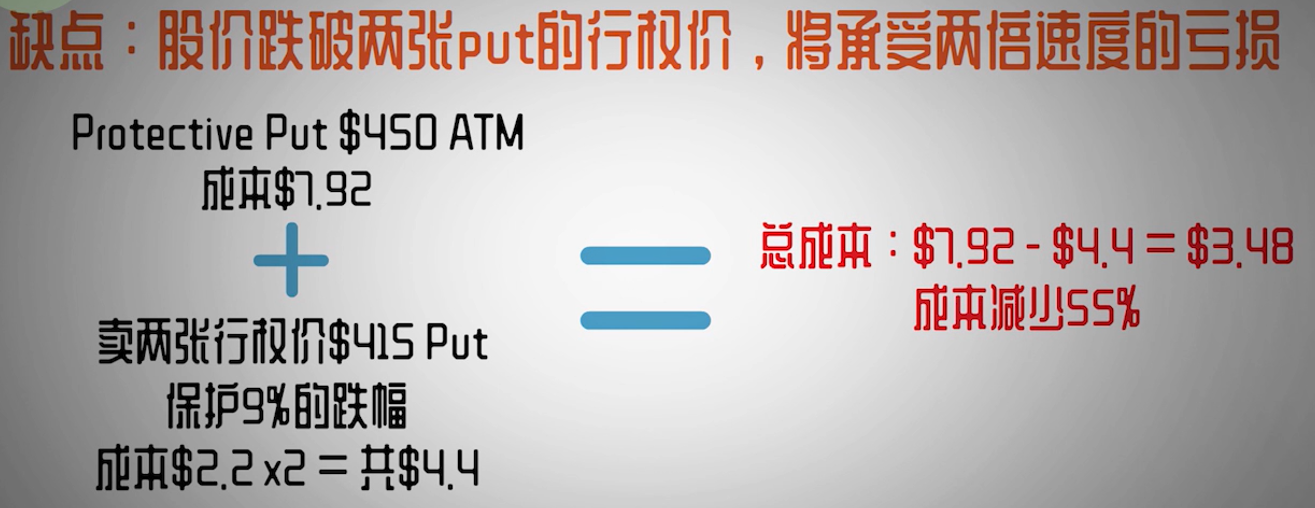 缺点：股价跌破两张put的行权价，将承受两倍速度的亏损
Protective Put $450 ATM
成本$7.92
+
卖两张行权价$415 Put
保护9%的跌幅
成本$2.2 x2 = 共$4.4
=
总成本：$7.92 - $4.4 = $3.48
成本减少55%